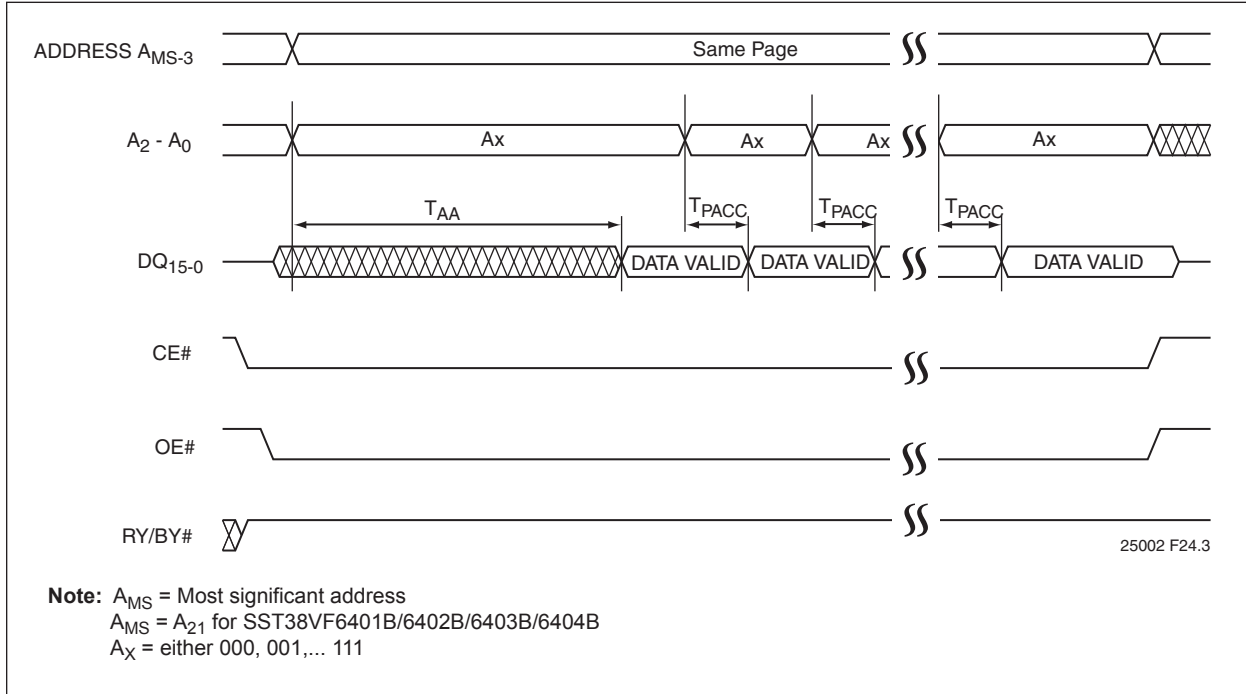 ADDRESS AMS-3 Same Page
A2 - A0 Ax Ax Ax Ax
TAA TPACC TPACC TPACC
DQ15-0 DATA VALID DATA VALID DATA VALID
CE#
OE#
RY/BY#
25002 F24.3
Note: AMS = Most significant address
AMS = A21 for SST38VF6401B/6402B/6403B/6404B
AX = either 000, 001,... 111